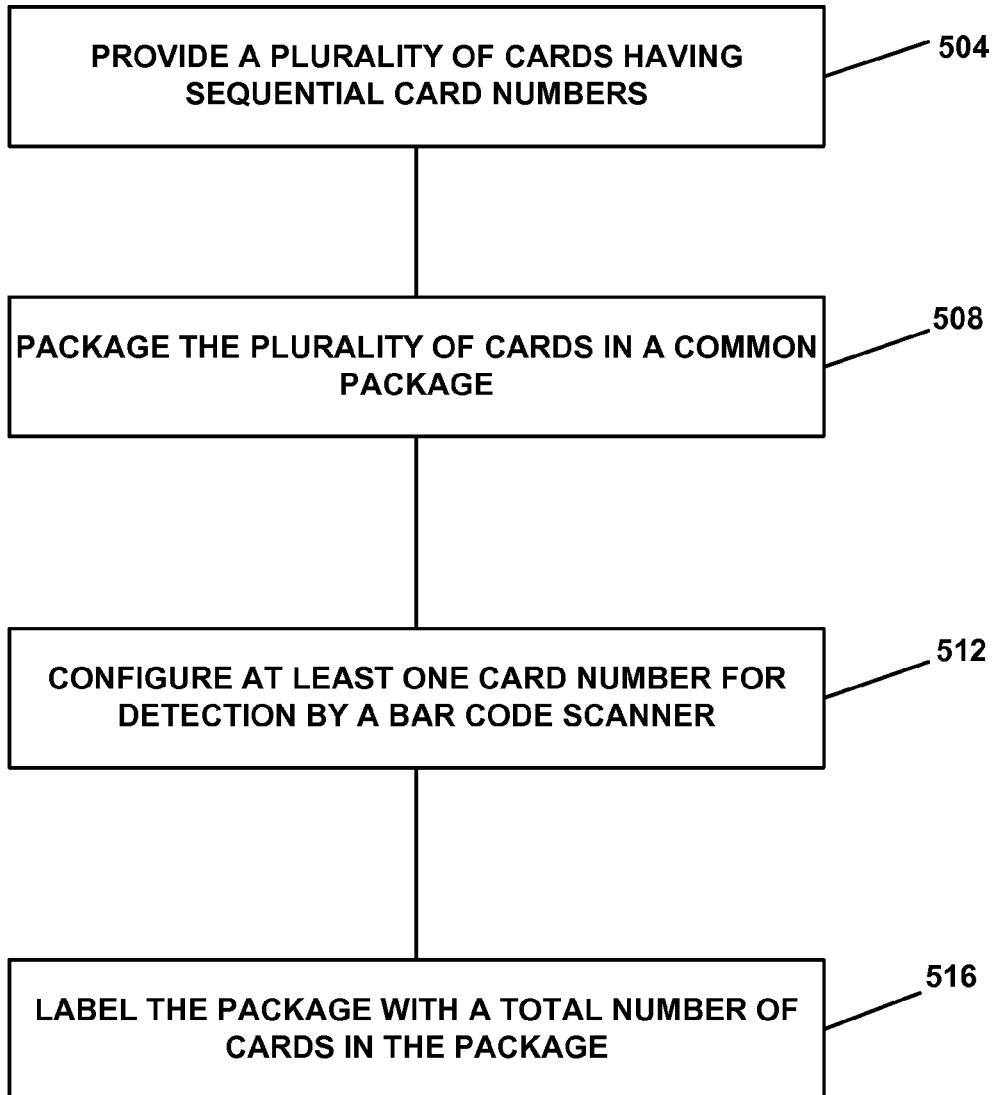 PROVIDE A PLURALITY OF CARDS HAVING
SEQUENTIAL CARD NUMBERS
504
PACKAGE THE PLURALITY OF CARDS IN A COMMON
PACKAGE
508
CONFIGURE AT LEAST ONE CARD NUMBER FOR
DETECTION BY A BAR CODE SCANNER
512
LABEL THE PACKAGE WITH A TOTAL NUMBER OF
CARDS IN THE PACKAGE
516